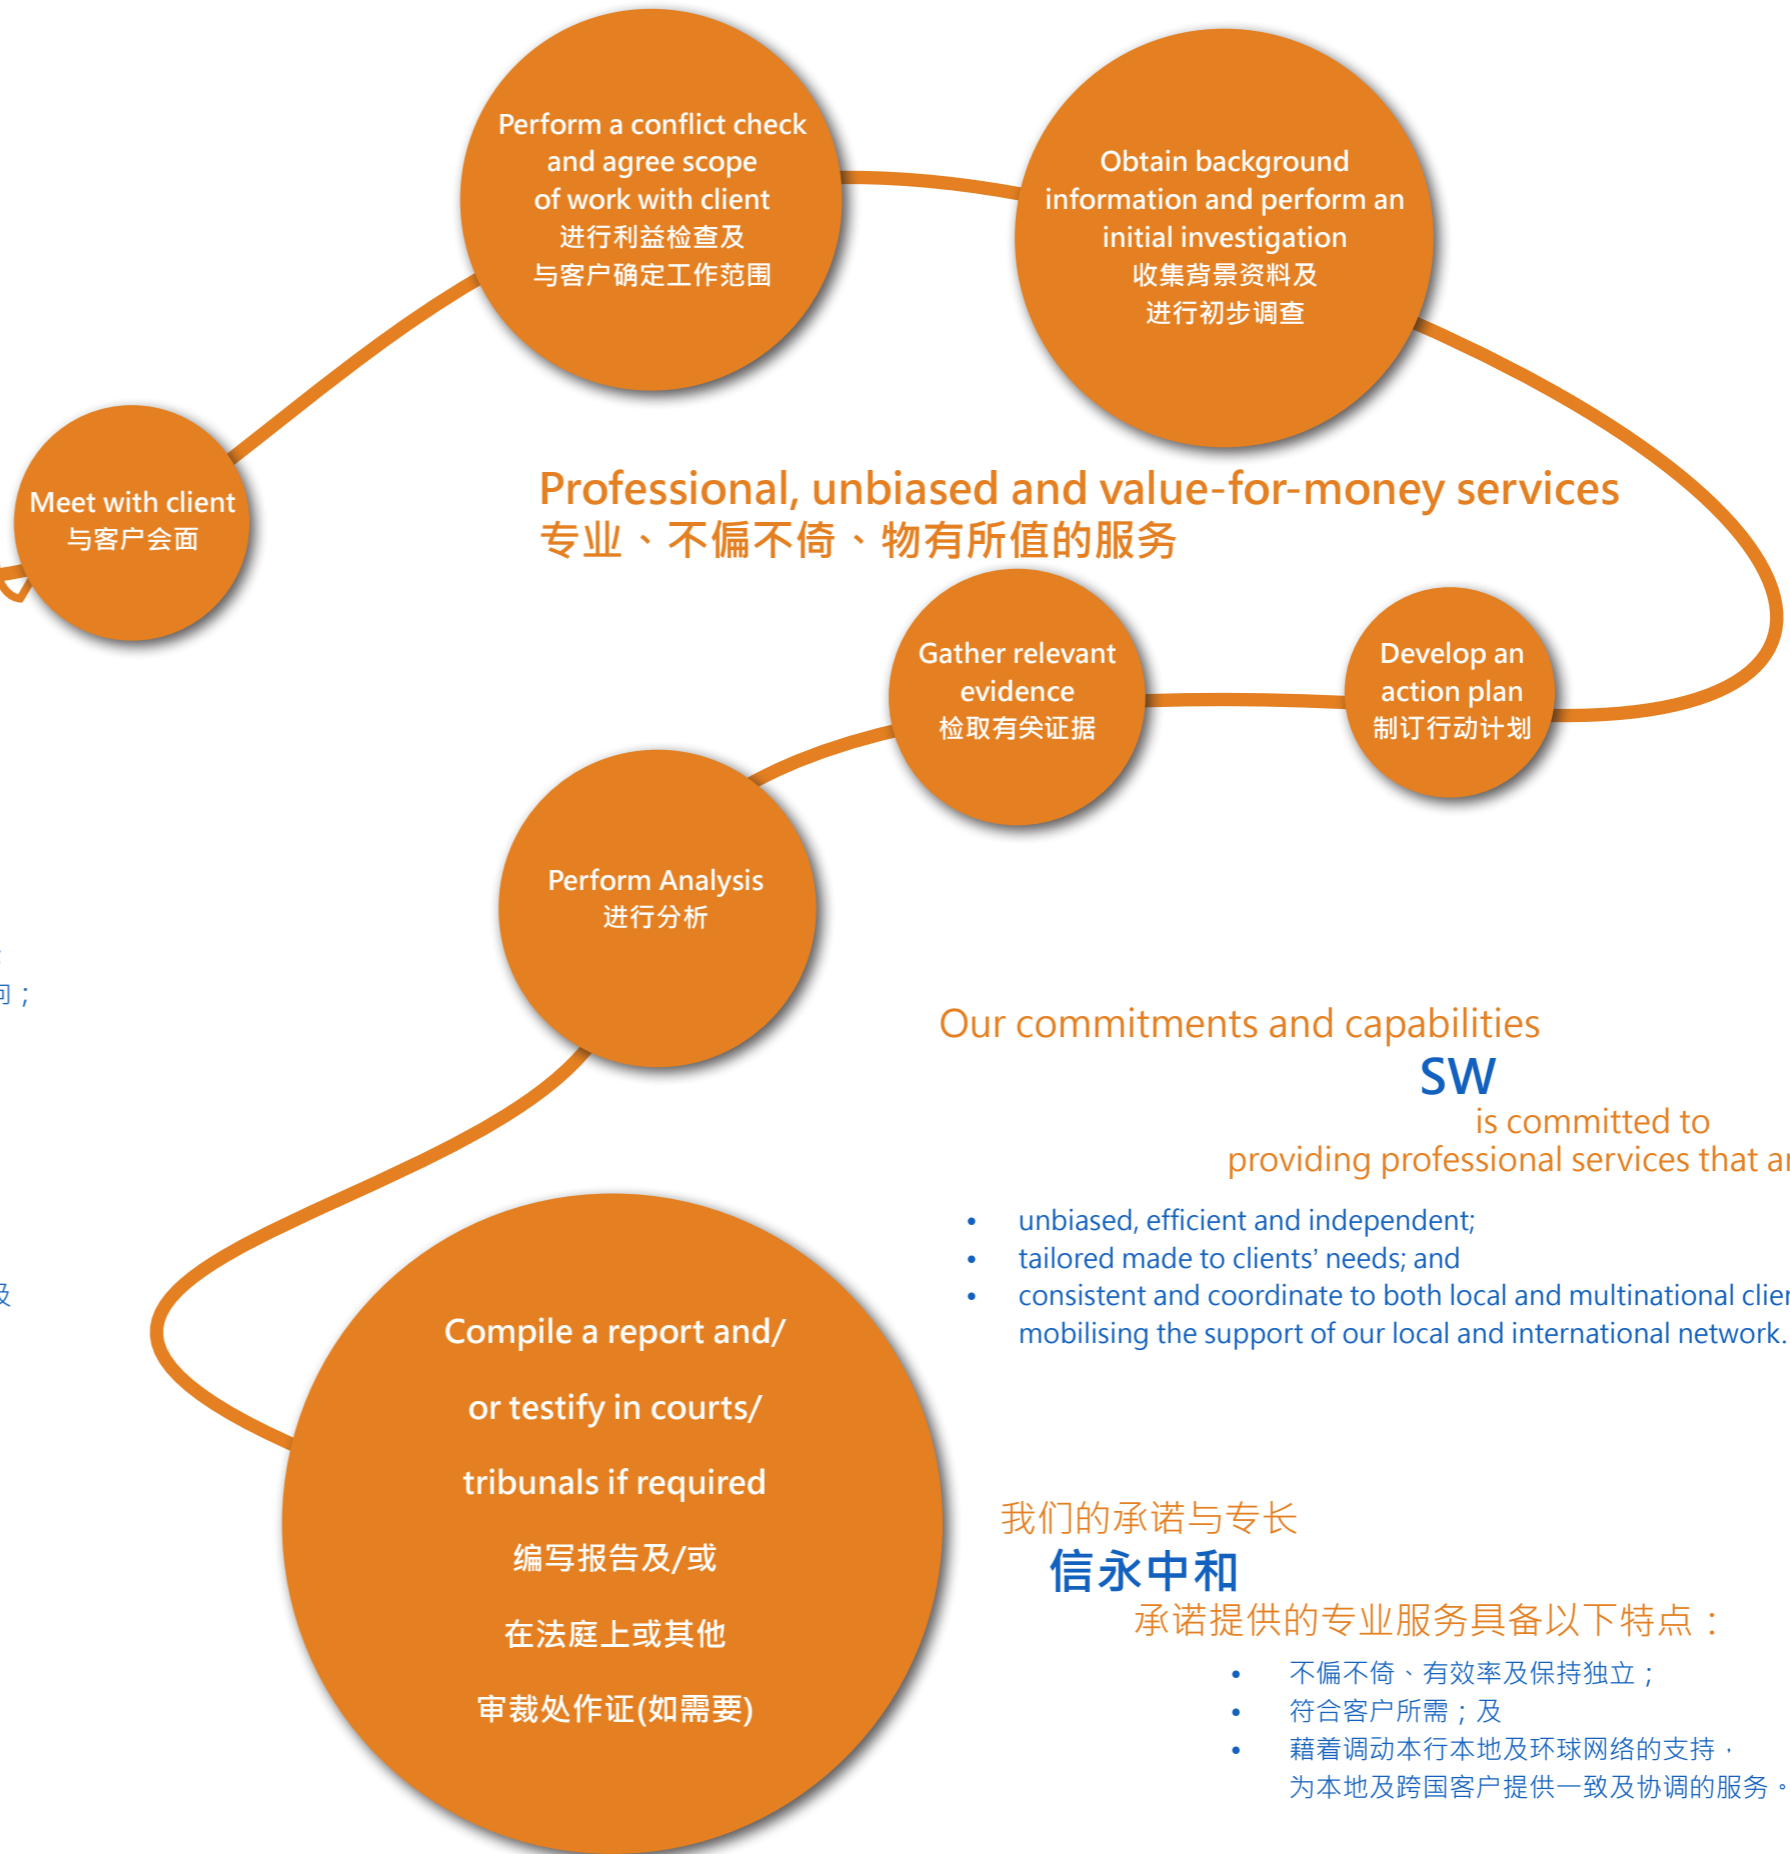 Perform a conflict check
and agree scope
of work with client
进行利益检查及
与客户确定工作范围
Obtain background
information and perform an
initial investigation
收集背景资料及
进行初步调查
Meet with client
与客户会面
Professional, unbiased and value-for-money services
专业、不偏不倚、物有所值的服务
Gather relevant
evidence
检取有关证据
Develop an
action plan
制订行动计划
Perform Analysis
进行分析
；
Our commitments and capabilities
SW
is committed to
providing professional services that
• unbiased, efficient and independent;
• tailored made to clients’ needs; and
• consistent and coordinate to both local and multinational
mobilising the support of our local and international network.
及
Compile a report and/
or testify in courts/
tribunals if required
编写报告及/或
在法庭上或其他
审裁处作证(如需要)
我们的承诺与专长
信永中和
承诺提供的专业服务具备以下特点：
• 不偏不倚、有效率及保持独立；
• 符合客户所需；及
• 藉着调动本行本地及环球网络的支持，
为本地及跨国客户提供一致及协调的服务。